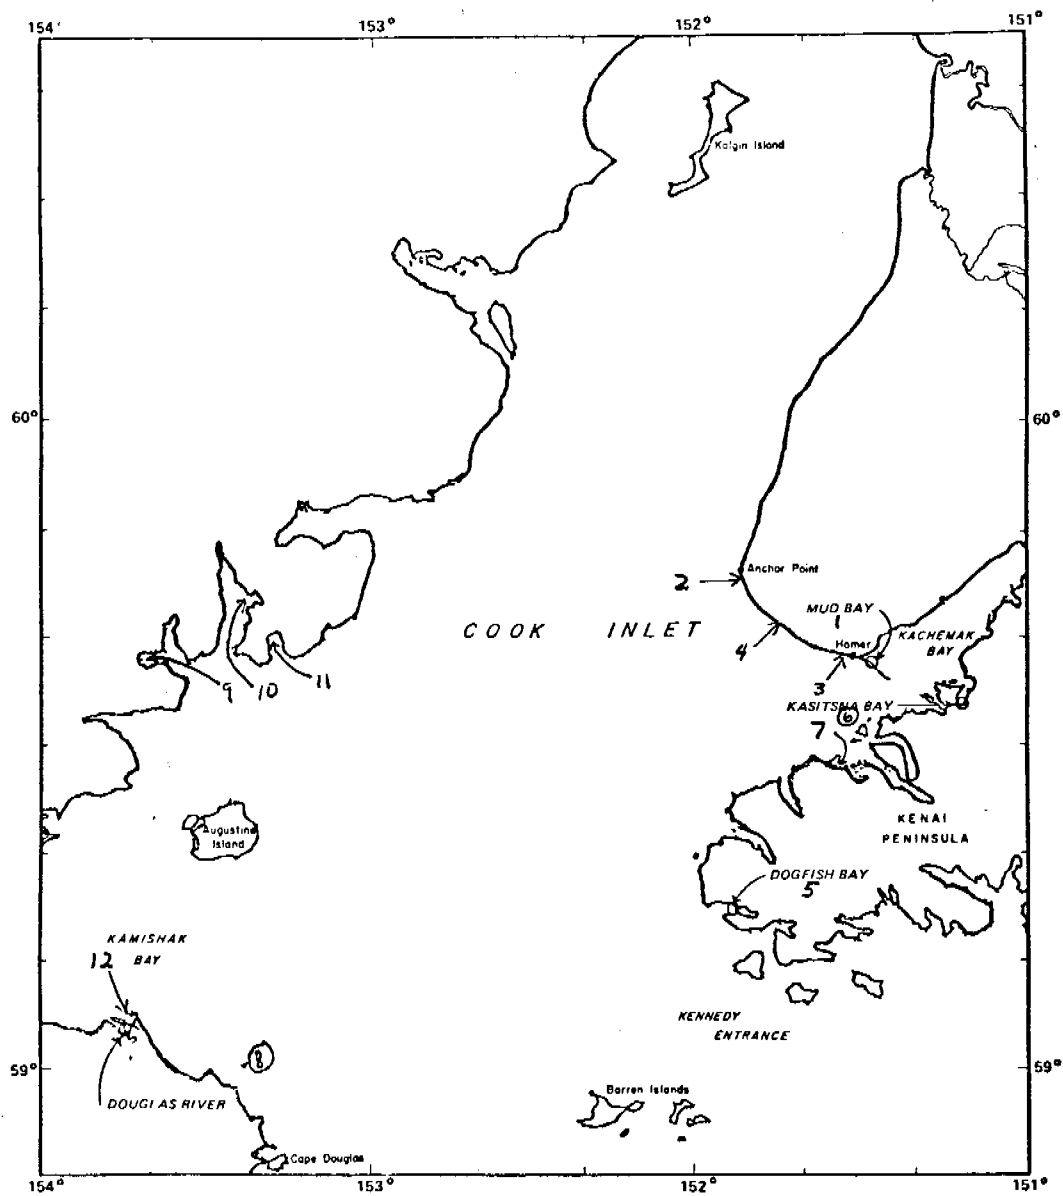 154°
153°
152°
151°
Kalgin Island
60°
60°
2
Anchor Point
MUD BAY
1
COOK INLET
4
Homer
KACHEMAK
BAY
9
10
11
3
KASITSNA BAY
6
7
Augustine
Island
KENAI
PENINSULA
DOGFISH BAY
5
KAMISHAK
BAY
12
KENNEDY
ENTRANCE
8
59°
59°
DOUGLAS RIVER
Barren Islands
Cape Douglas
154°
153°
152°
151°